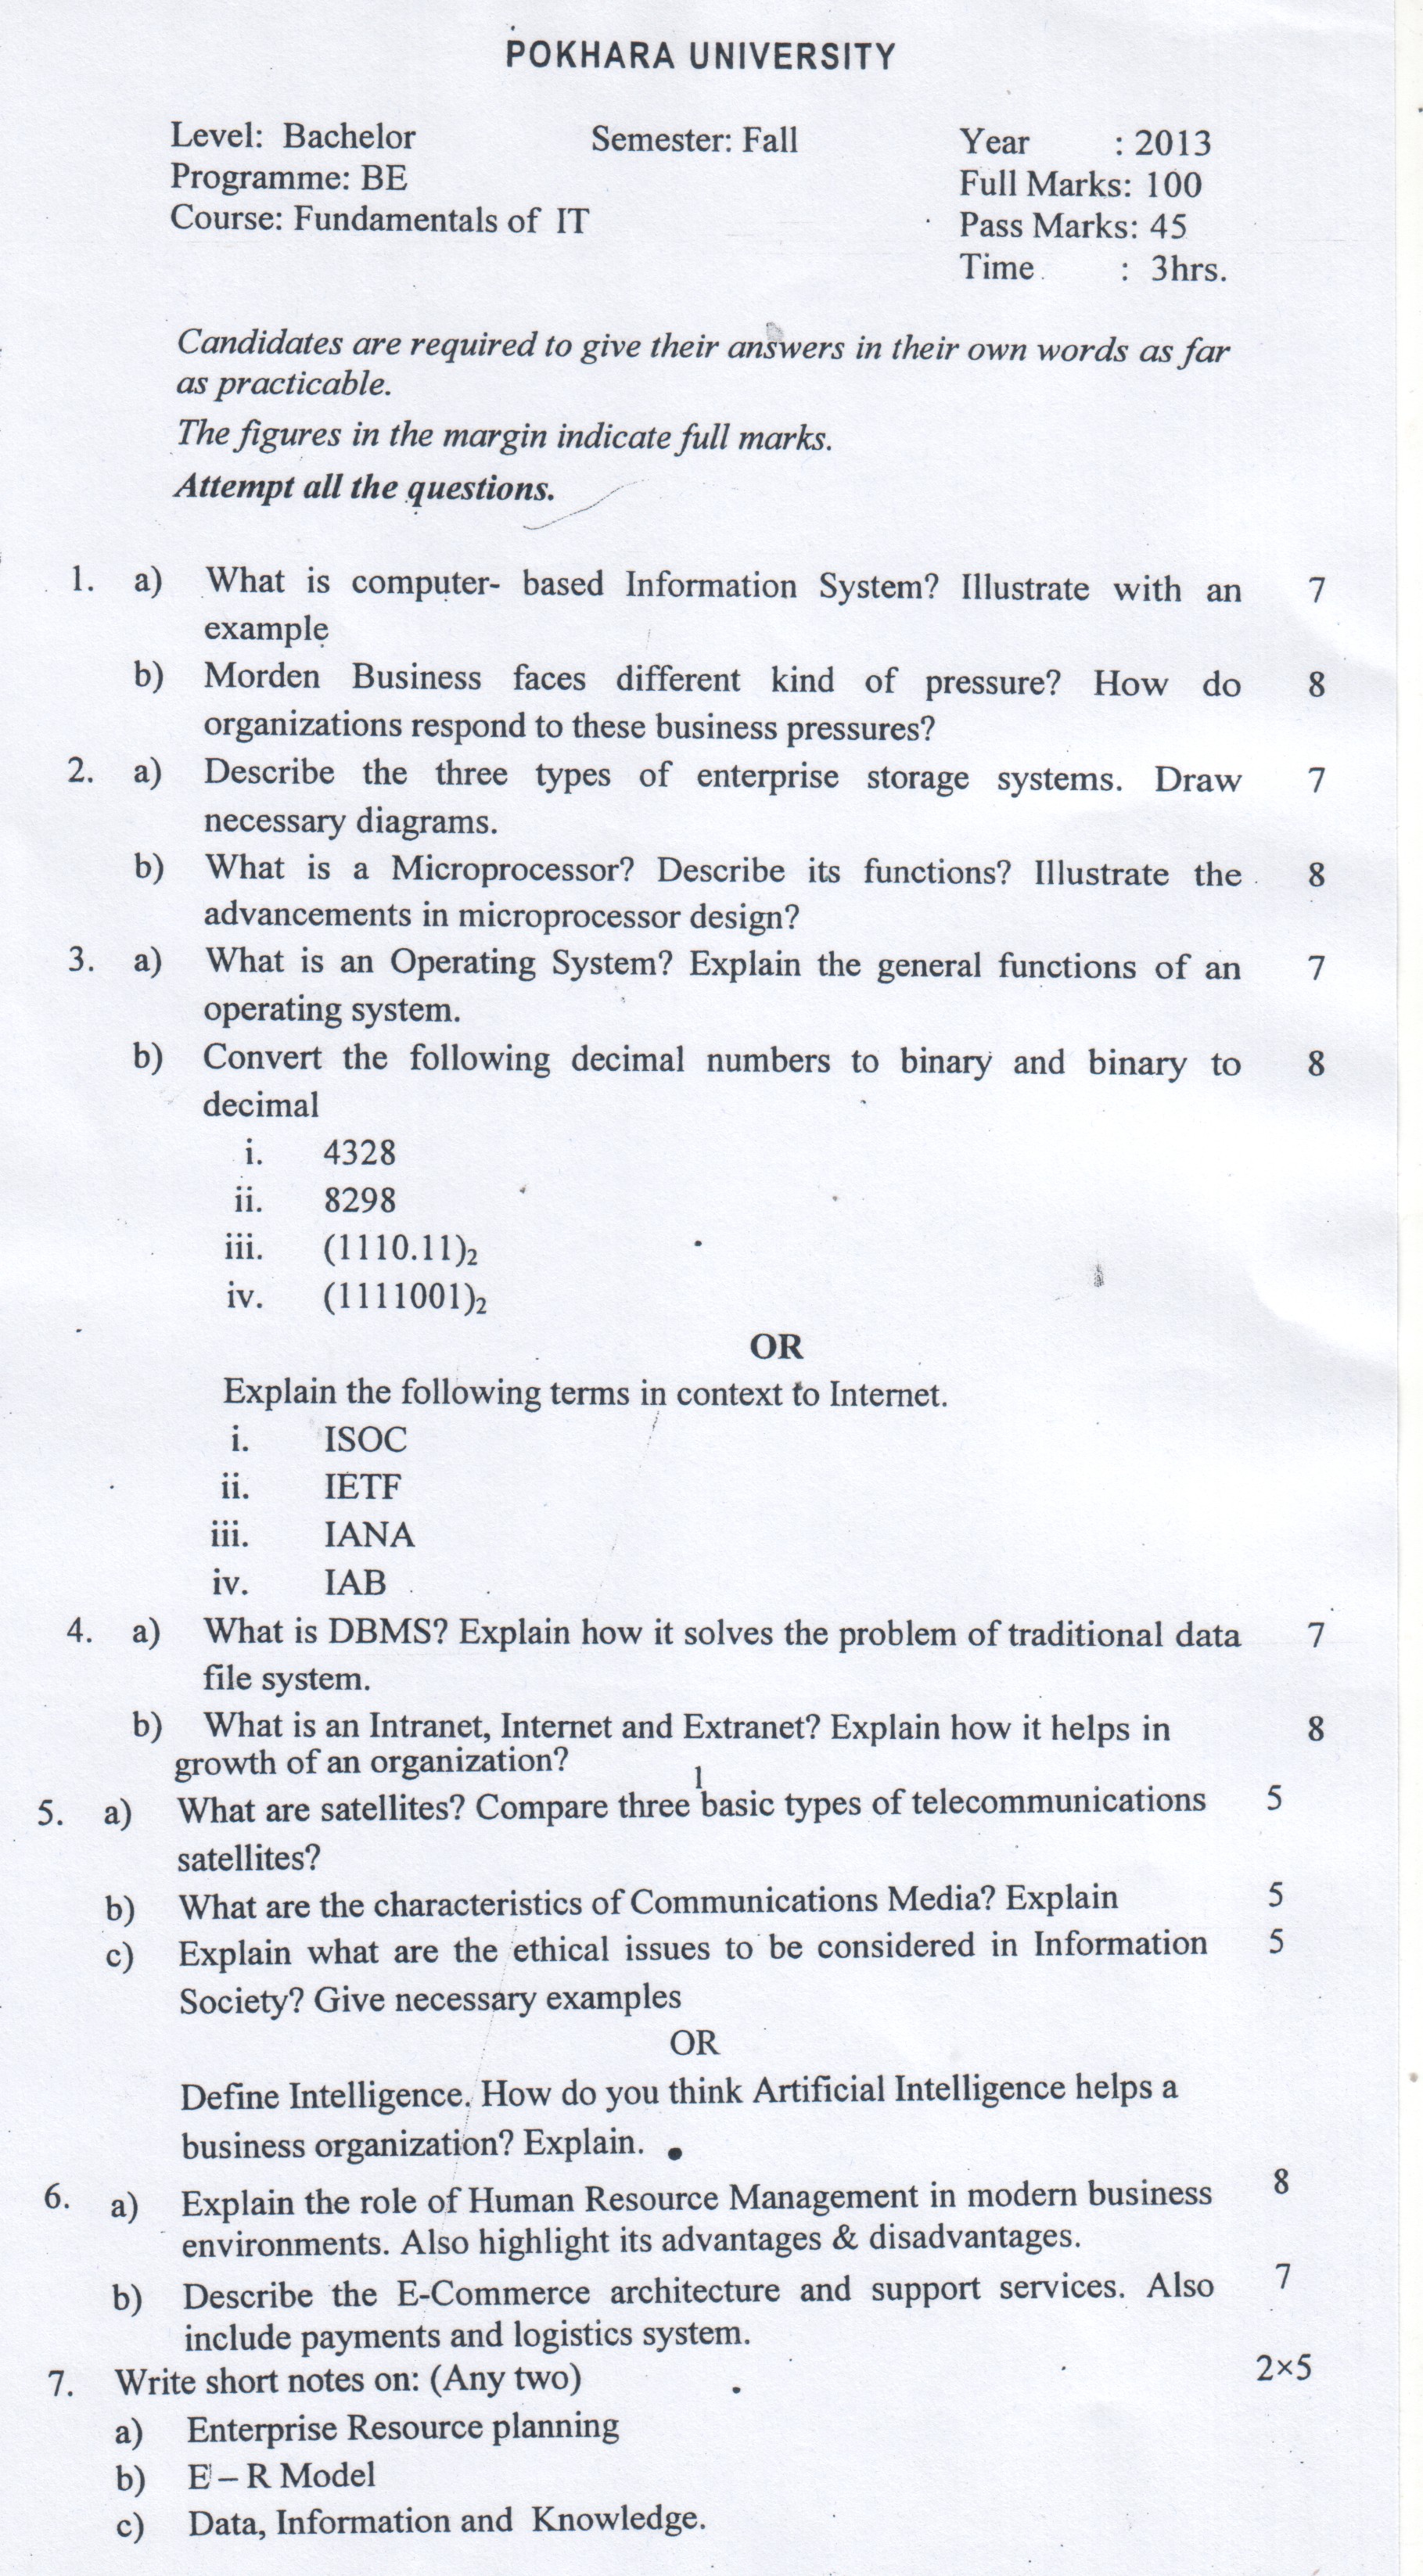 POKHARA UNIVERSITY
Level: Bachelor Semester: Fall Year : 2013
Programme: BE Full Marks: 100
Course: Fundamentals of IT Pass Marks: 45
Time : 3hrs.
Candidates are required to give their answers in their own words as far
as practicable.
The figures in the margin indicate full marks.
Attempt all the questions.
1. a) What is computer- based Information System? Illustrate with an 7
example
b) Morden Business faces different kind of pressure? How do 8
organizations respond to these business pressures?
2. a) Describe the three types of enterprise storage systems. Draw 7
necessary diagrams.
b) What is a Microprocessor? Describe its functions? Illustrate the 8
advancements in microprocessor design?
3. a) What is an Operating System? Explain the general functions of an 7
operating system.
b) Convert the following decimal numbers to binary and binary to 8
decimal
i. 4328
ii. 8298
iii. (1110.11)₂
iv. (1111001)₂
OR
Explain the following terms in context to Internet.
i. ISOC
ii. IETF
iii. IANA
iv. IAB
4. a) What is DBMS? Explain how it solves the problem of traditional data 7
file system.
b) What is an Intranet, Internet and Extranet? Explain how it helps in 8
growth of an organization?
1
5. a) What are satellites? Compare three basic types of telecommunications 5
satellites?
b) What are the characteristics of Communications Media? Explain 5
c) Explain what are the ethical issues to be considered in Information 5
Society? Give necessary examples
OR
Define Intelligence. How do you think Artificial Intelligence helps a
business organization? Explain.
6. a) Explain the role of Human Resource Management in modern business 8
environments. Also highlight its advantages & disadvantages.
b) Describe the E-Commerce architecture and support services. Also 7
include payments and logistics system.
7. Write short notes on: (Any two) 2×5
a) Enterprise Resource planning
b) E – R Model
c) Data, Information and Knowledge.